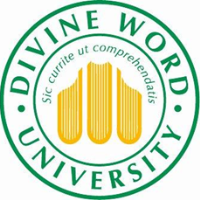 DIVINE WORD
Sic currite ut comprehendatis
UNIVERSITY